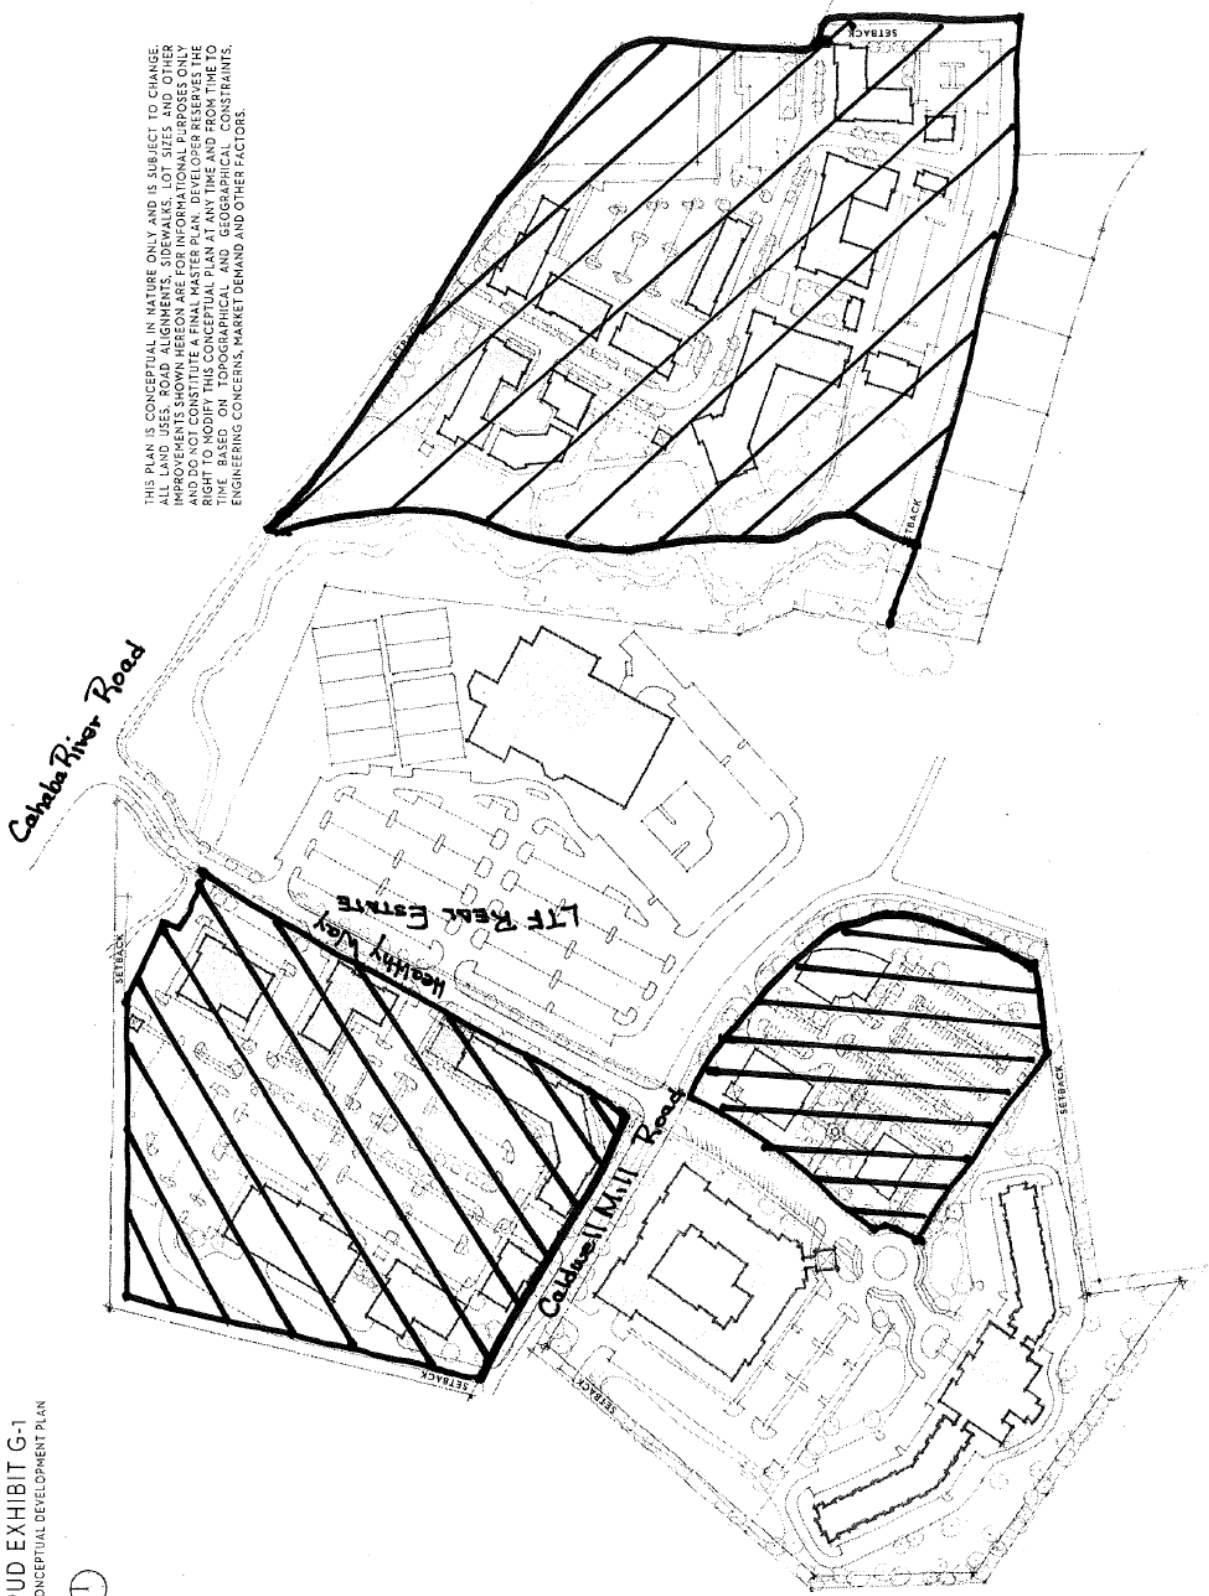 THIS PLAN IS CONCEPTUAL IN NATURE ONLY AND IS SUBJECT TO CHANGE.
ALL LAND USES, ROAD ALIGNMENTS, SIDEWALKS, LOT SIZES AND OTHER
IMPROVEMENTS SHOWN HEREON ARE FOR INFORMATIONAL PURPOSES ONLY
AND DO NOT CONSTITUTE A FINAL MASTER PLAN. DEVELOPER RESERVES THE
RIGHT TO MODIFY THIS CONCEPTUAL PLAN AT ANY TIME AND FROM TIME TO
TIME BASED ON TOPOGRAPHICAL AND GEOGRAPHICAL CONSTRAINTS,
ENGINEERING CONCERNS, MARKET DEMAND AND OTHER FACTORS.
SETBACK
SETB
TBACK
Cahaba River Road
LTF REAL ESTATE
Healthy Way
SETBACK
Caldwell Mill Road
SETBACK
SETBACK
SETBACK
UD EXHIBIT G-1
ONCEPTUAL DEVELOPMENT PLAN